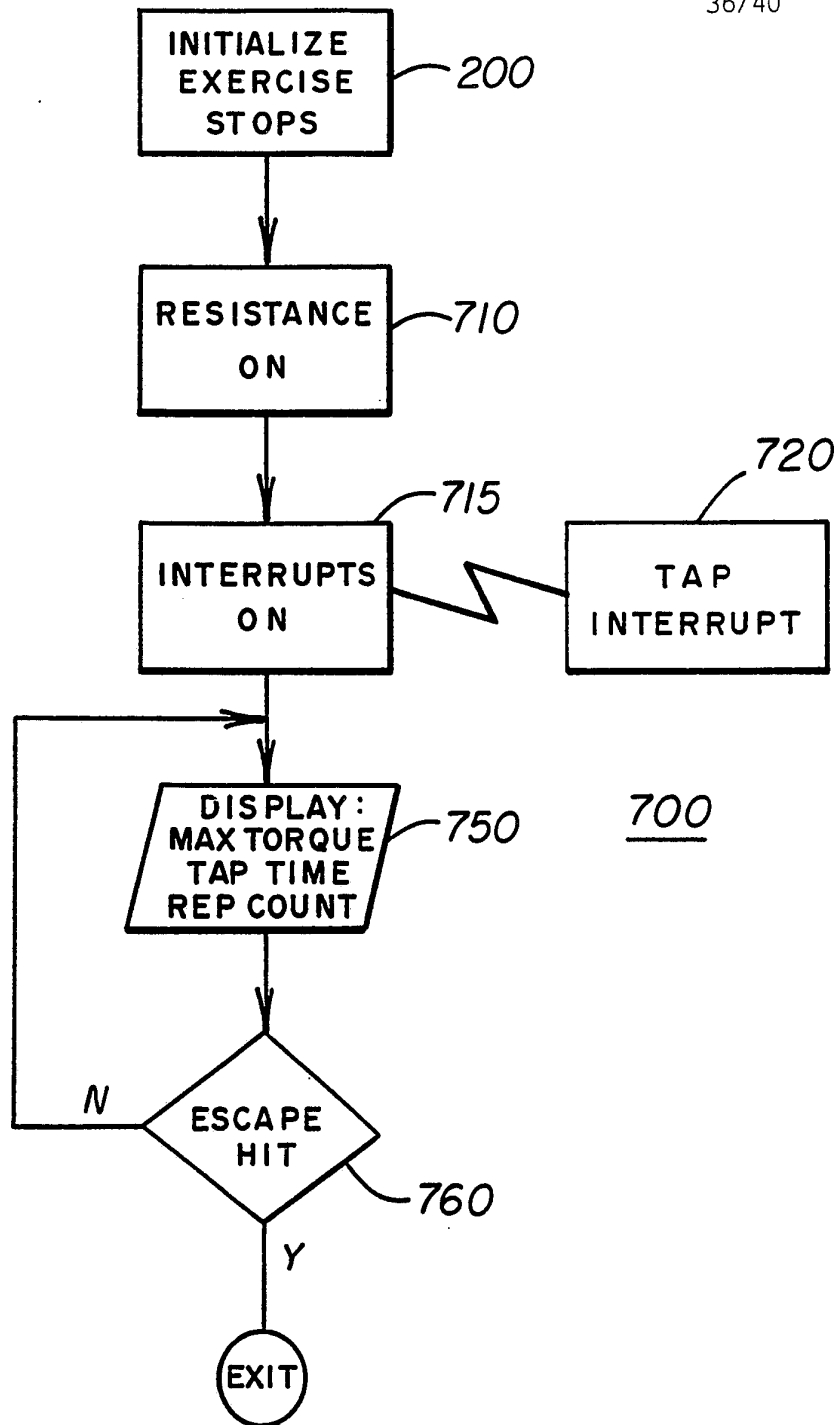 36/40
INITIALIZE
EXERCISE
STOPS
200
RESISTANCE
ON
710
715
720
INTERRUPTS
ON
TAP
INTERRUPT
DISPLAY:
MAX TORQUE
TAP TIME
REP COUNT
750
700
N
ESCAPE
HIT
760
Y
EXIT